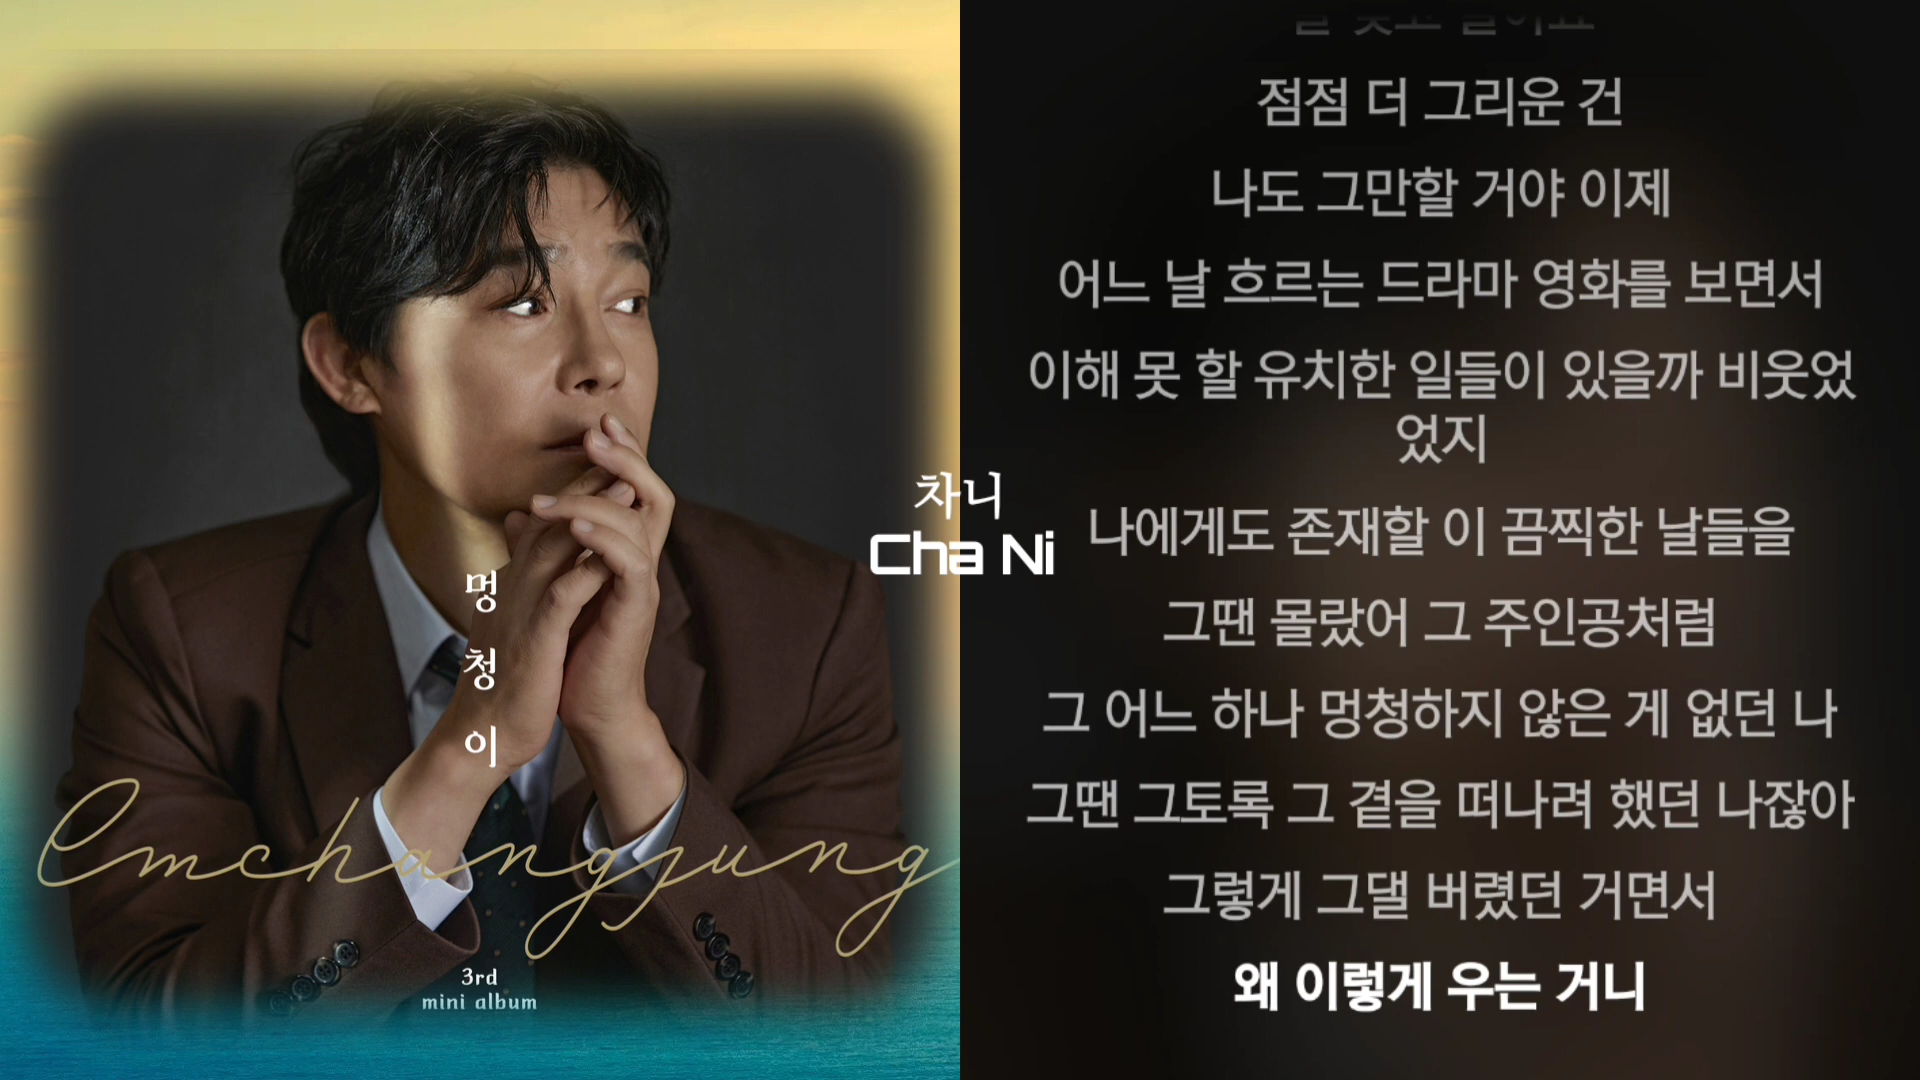 멍
청
이
emchangjung
3rd
mini album
차니
Cha Ni
점점 더 그리운 건
나도 그만할 거야 이제
어느 날 흐르는 드라마 영화를 보면서
이해 못 할 유치한 일들이 있을까 비웃었
었지
나에게도 존재할 이 끔찍한 날들을
그땐 몰랐어 그 주인공처럼
그 어느 하나 멍청하지 않은 게 없던 나
그땐 그토록 그 곁을 떠나려 했던 나잖아
그렇게 그댈 버렸던 거면서
왜 이렇게 우는 거니